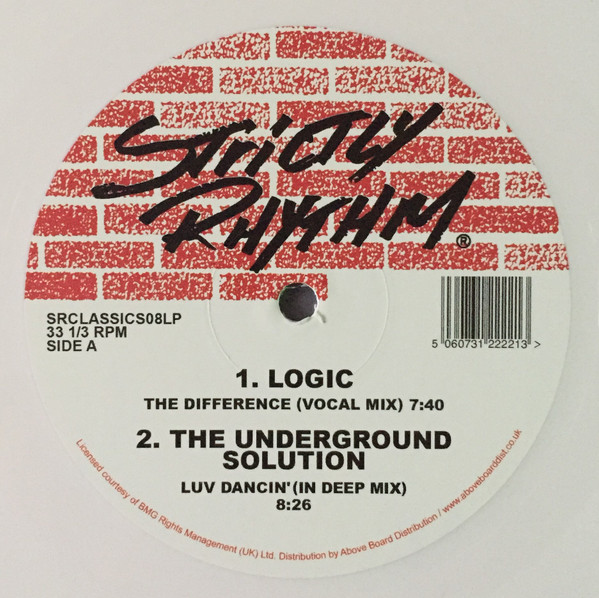 STRICTLY
RHYTHM
®
SRCLASSICS08LP
33 1/3 RPM
SIDE A
5 060731 222213 >
1. LOGIC
THE DIFFERENCE (VOCAL MIX) 7:40
2. THE UNDERGROUND
SOLUTION
LUV DANCIN' (IN DEEP MIX)
8:26
Licensed courtesy of BMG Rights Management (UK) Ltd. Distribution by Above Board Distribution / www.aboveboarddist.co.uk